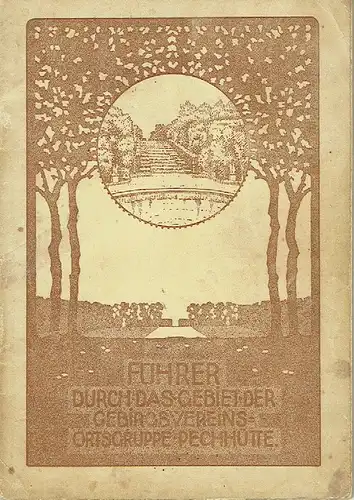 FÜHRER
DURCH·DAS·GEBIET·DER
GEBIRGSVEREINS=
ORTSGRUPPE·PECHHÜTTE.